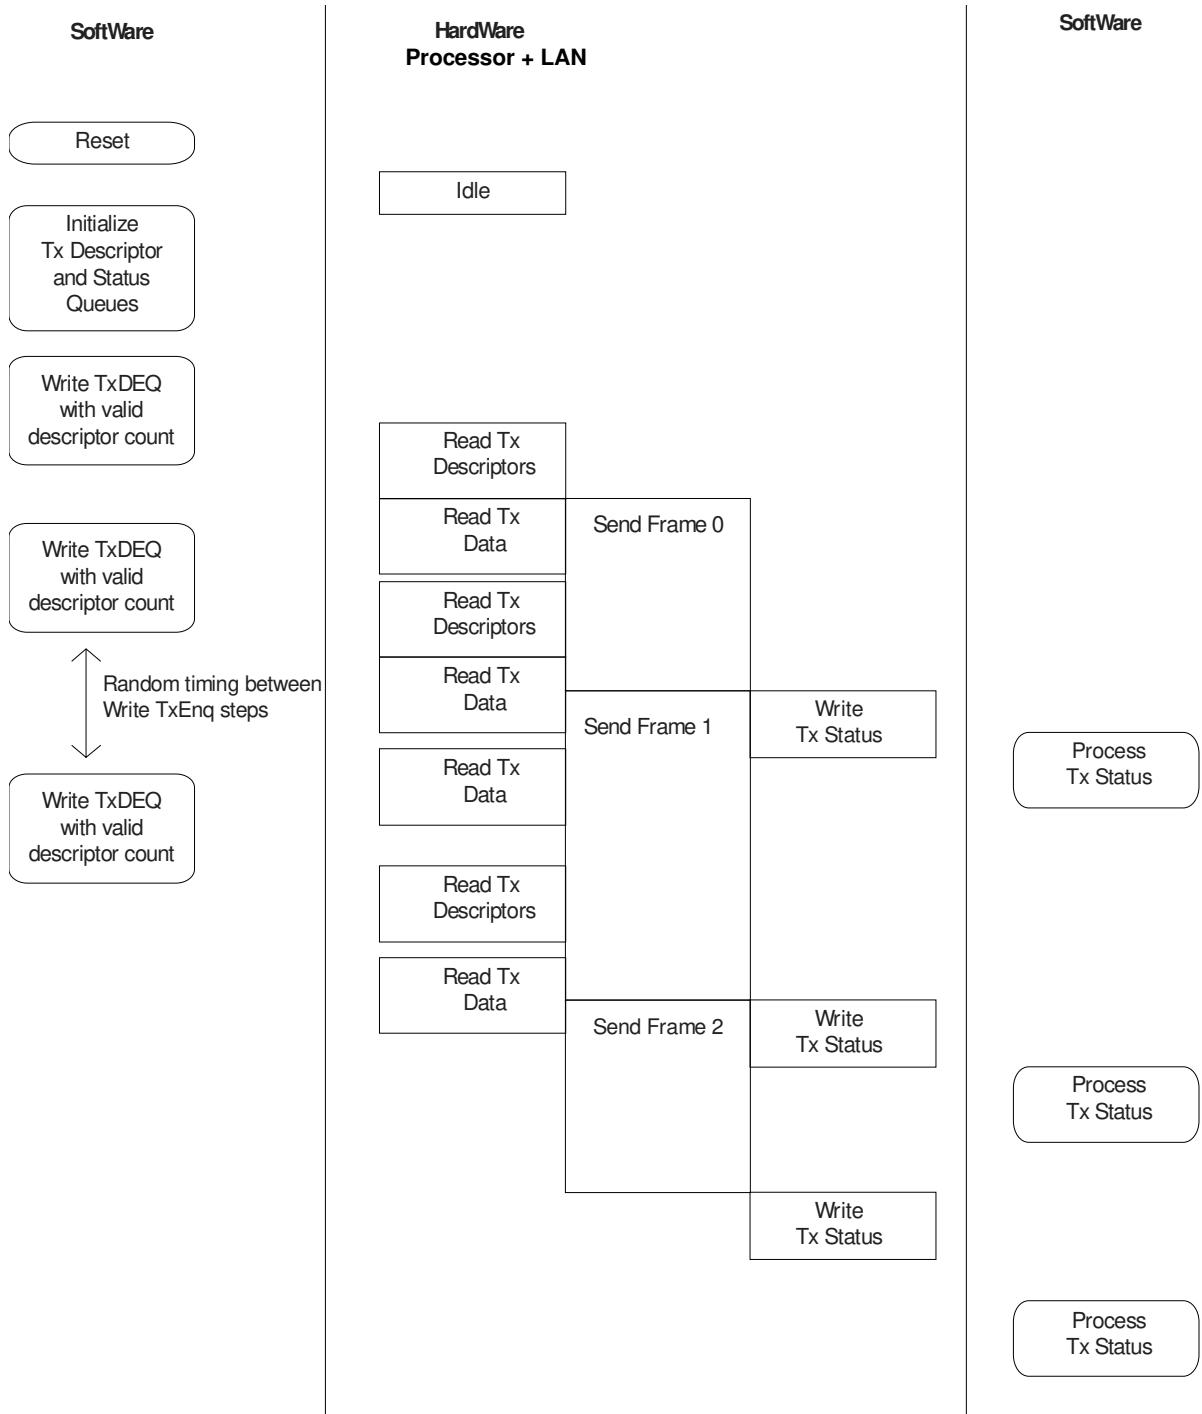 SoftWare
HardWare
Processor + LAN
SoftWare
Reset
Idle
Initialize
Tx Descriptor
and Status
Queues
Write TxDEQ
with valid
descriptor count
Read Tx
Descriptors
Read Tx
Data
Send Frame 0
Write TxDEQ
with valid
descriptor count
Read Tx
Descriptors
Random timing between
Write TxEnq steps
Read Tx
Data
Send Frame 1
Write
Tx Status
Process
Tx Status
Read Tx
Data
Write TxDEQ
with valid
descriptor count
Read Tx
Descriptors
Read Tx
Data
Send Frame 2
Write
Tx Status
Process
Tx Status
Write
Tx Status
Process
Tx Status